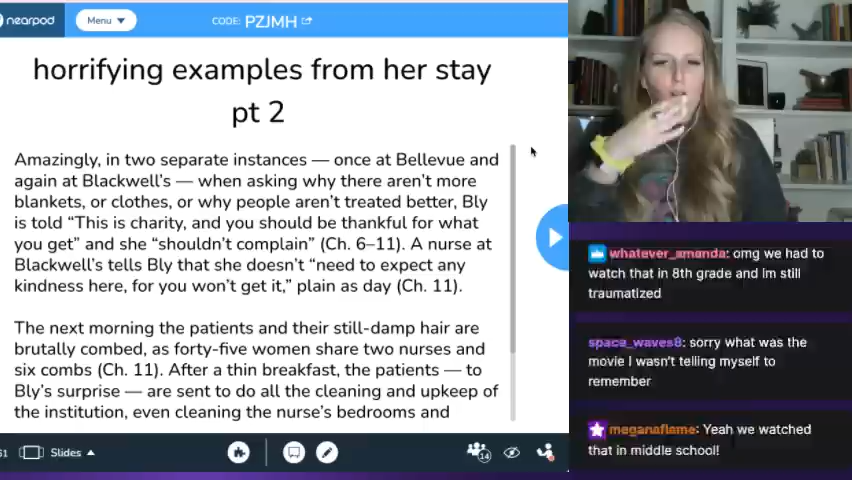 nearpod
Menu
CODE: PZJMH
horrifying examples from her stay
pt 2
Amazingly, in two separate instances — once at Bellevue and
again at Blackwell's — when asking why there aren't more
blankets, or clothes, or why people aren't treated better, Bly
is told “This is charity, and you should be thankful for what
you get” and she “shouldn't complain” (Ch. 6–11). A nurse at
Blackwell's tells Bly that she doesn't “need to expect any
kindness here, for you won't get it,” plain as day (Ch. 11).
The next morning the patients and their still-damp hair are
brutally combed, as forty-five women share two nurses and
six combs (Ch. 11). After a thin breakfast, the patients — to
Bly's surprise — are sent to do all the cleaning and upkeep of
the institution, even cleaning the nurse's bedrooms and
Slides
14
whatever_amanda: omg we had to
watch that in 8th grade and im still
traumatized
space_waves8: sorry what was the
movie I wasn't telling myself to
remember
meganaflame: Yeah we watched
that in middle school!